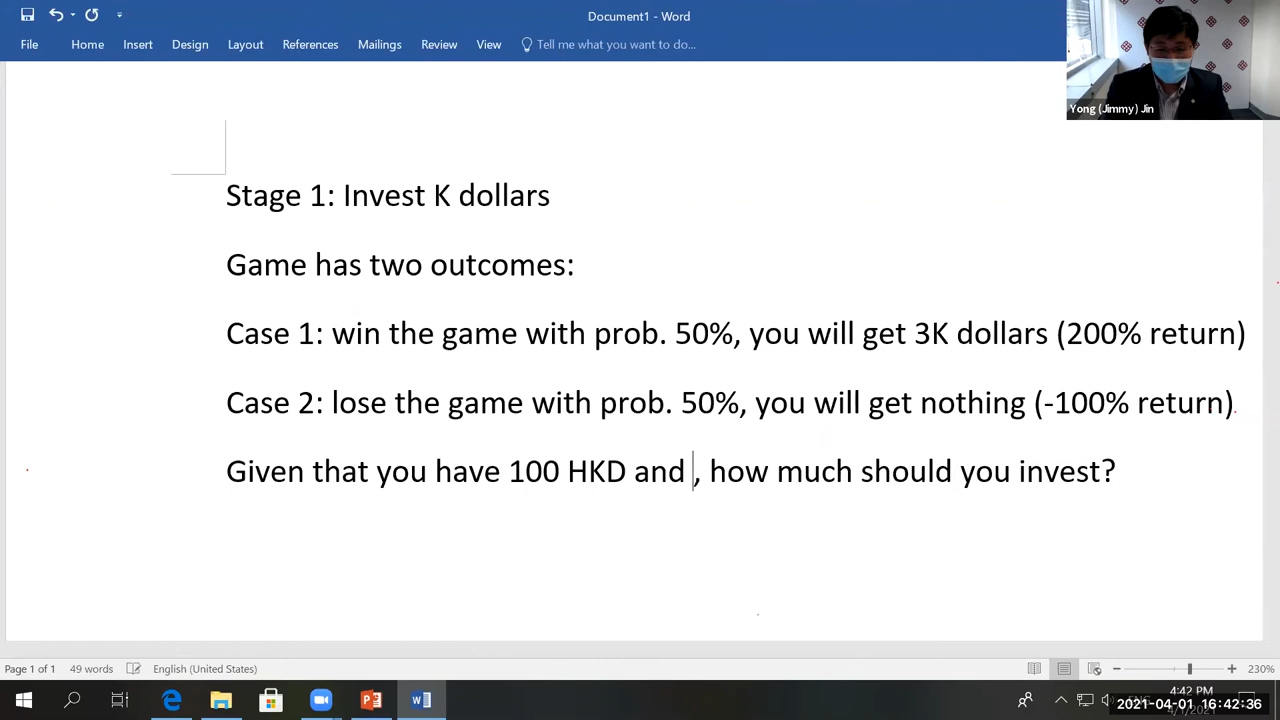 Document1 - Word
File Home Insert Design Layout References Mailings Review View Tell me what you want to do...
Yong (Jimmy) Jin
Stage 1: Invest K dollars
Game has two outcomes:
Case 1: win the game with prob. 50%, you will get 3K dollars (200% return)
Case 2: lose the game with prob. 50%, you will get nothing (-100% return)
Given that you have 100 HKD and , how much should you invest?
Page 1 of 1 49 words English (United States) 230%
4:42 PM
2021-04-01 16:42:36